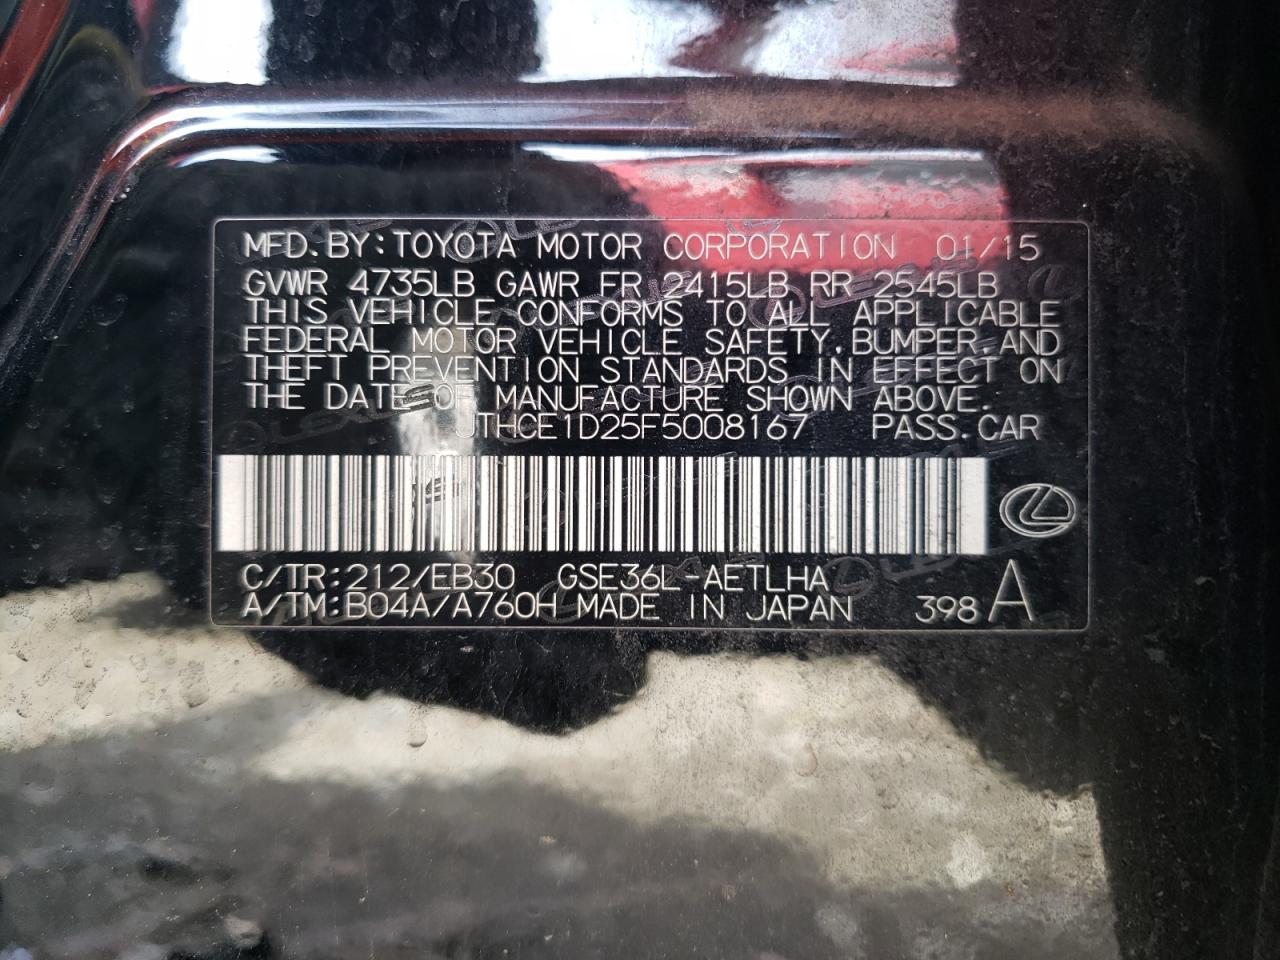 MFD.BY:TOYOTA MOTOR CORPORATION 01/15
GVWR 4735LB GAWR FR 2415LB RR 2545LB
THIS VEHICLE CONFORMS TO ALL APPLICABLE
FEDERAL MOTOR VEHICLE SAFETY,BUMPER,AND
THEFT PREVENTION STANDARDS IN EFFECT ON
THE DATE OF MANUFACTURE SHOWN ABOVE.
JTHCE1D25F5008167 PASS.CAR
C/TR:212/EB30 GSE36L-AETLHA
A/TM:B04A/A760H MADE IN JAPAN 398 A